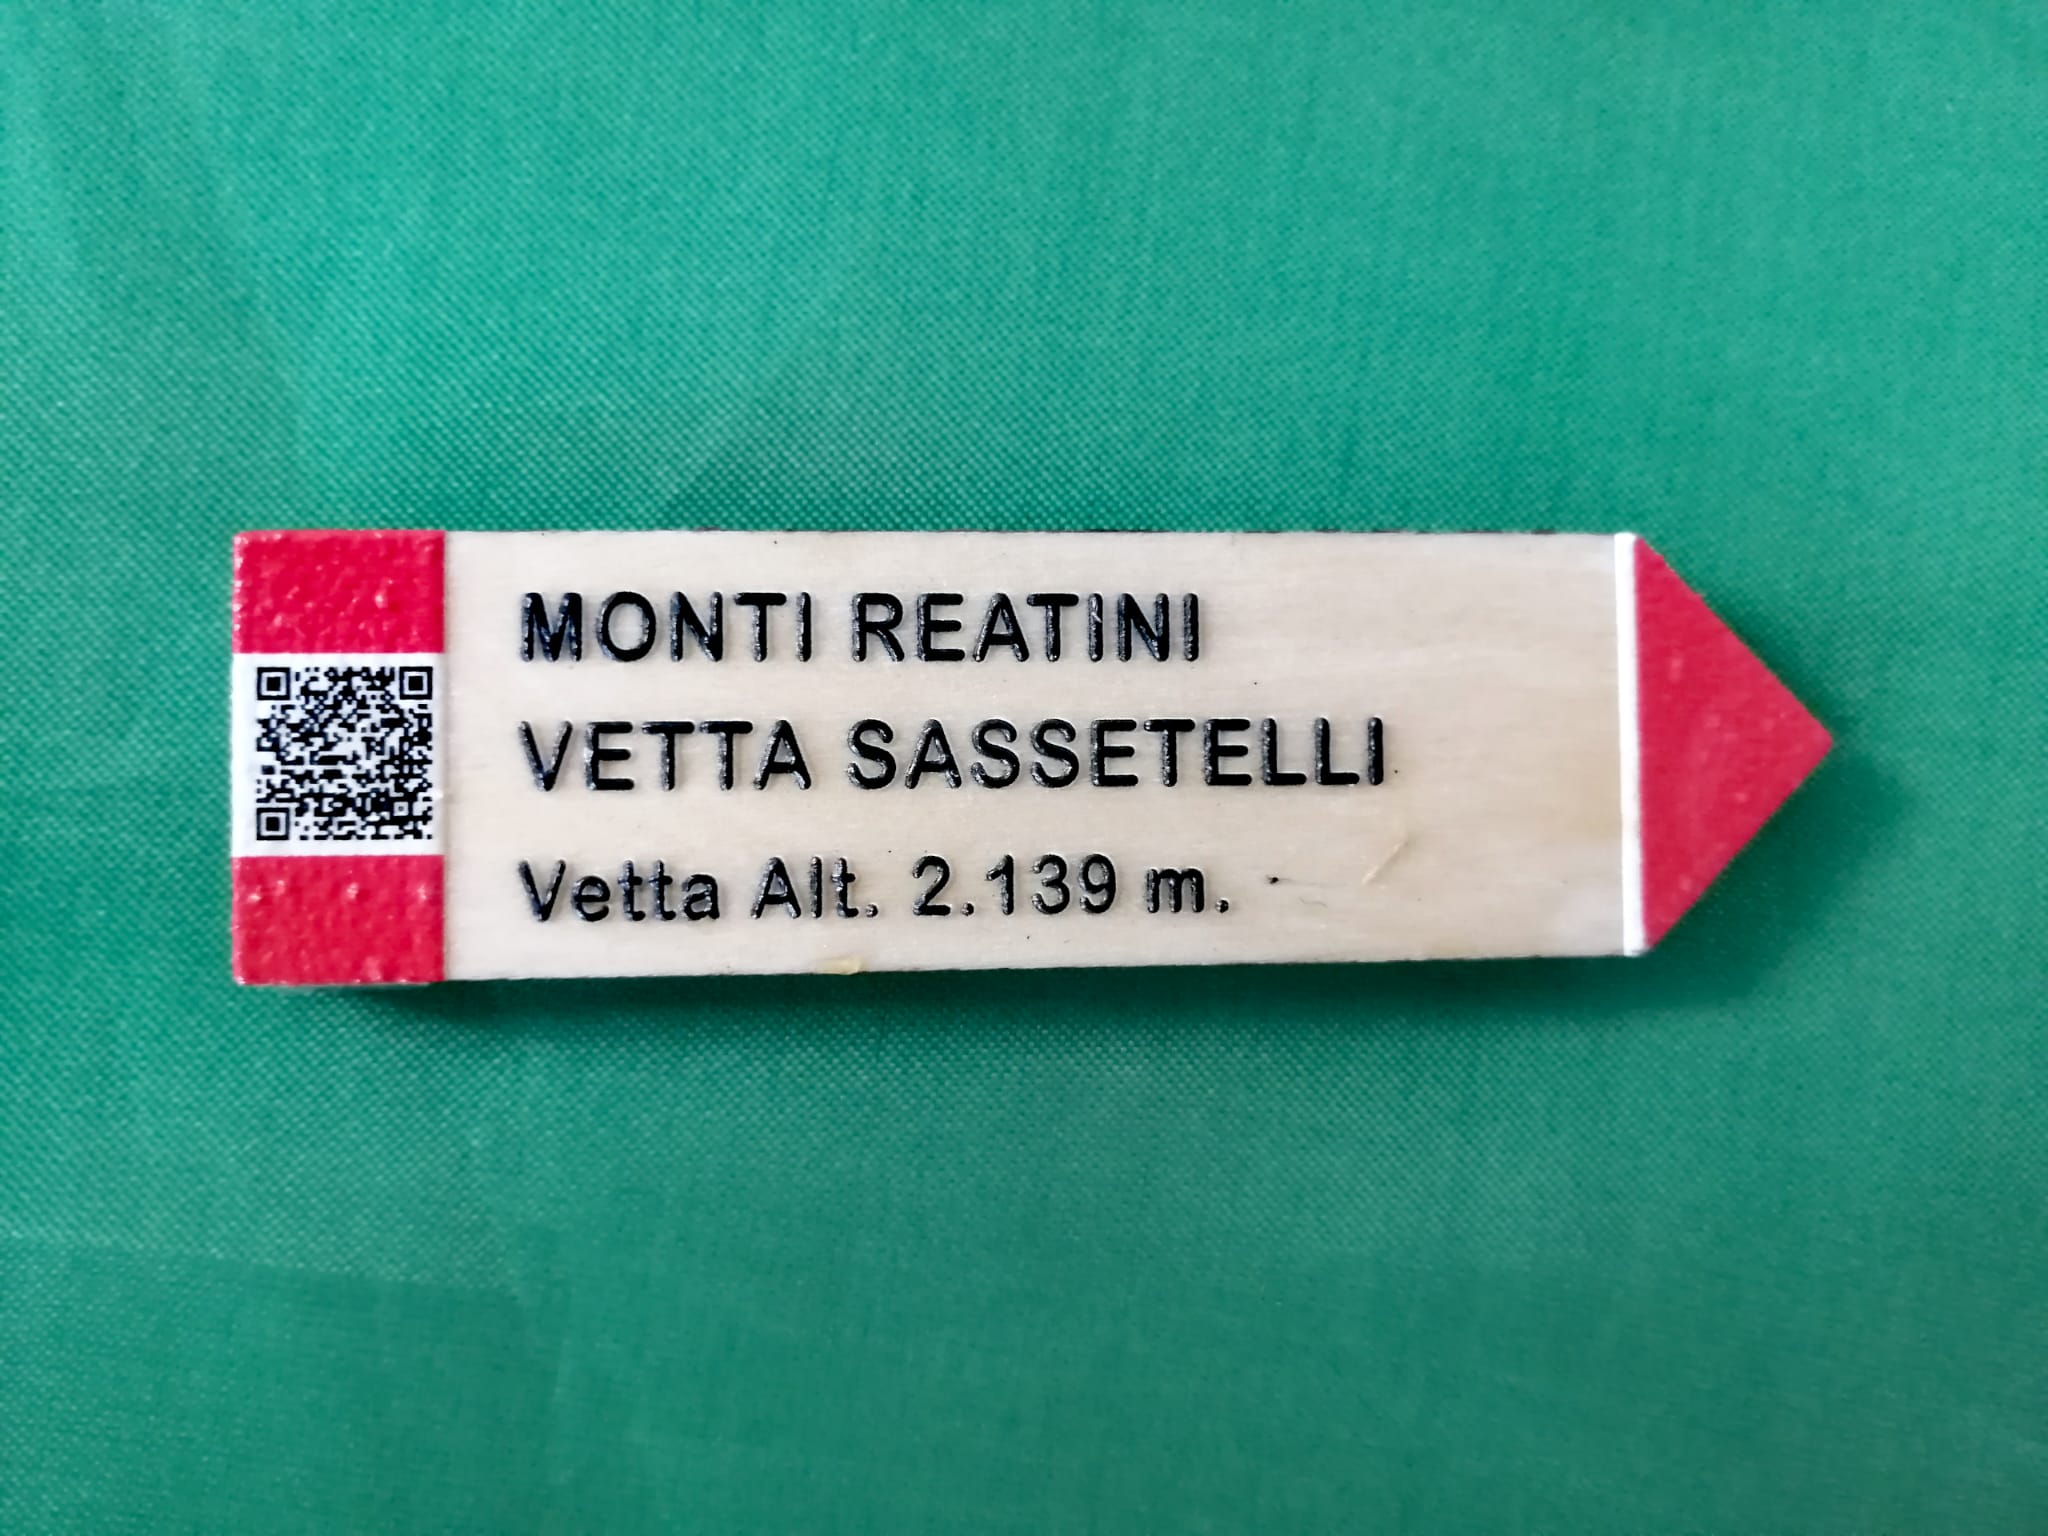 MONTI REATINI
VETTA SASSETELLI
Vetta Alt. 2.139 m.